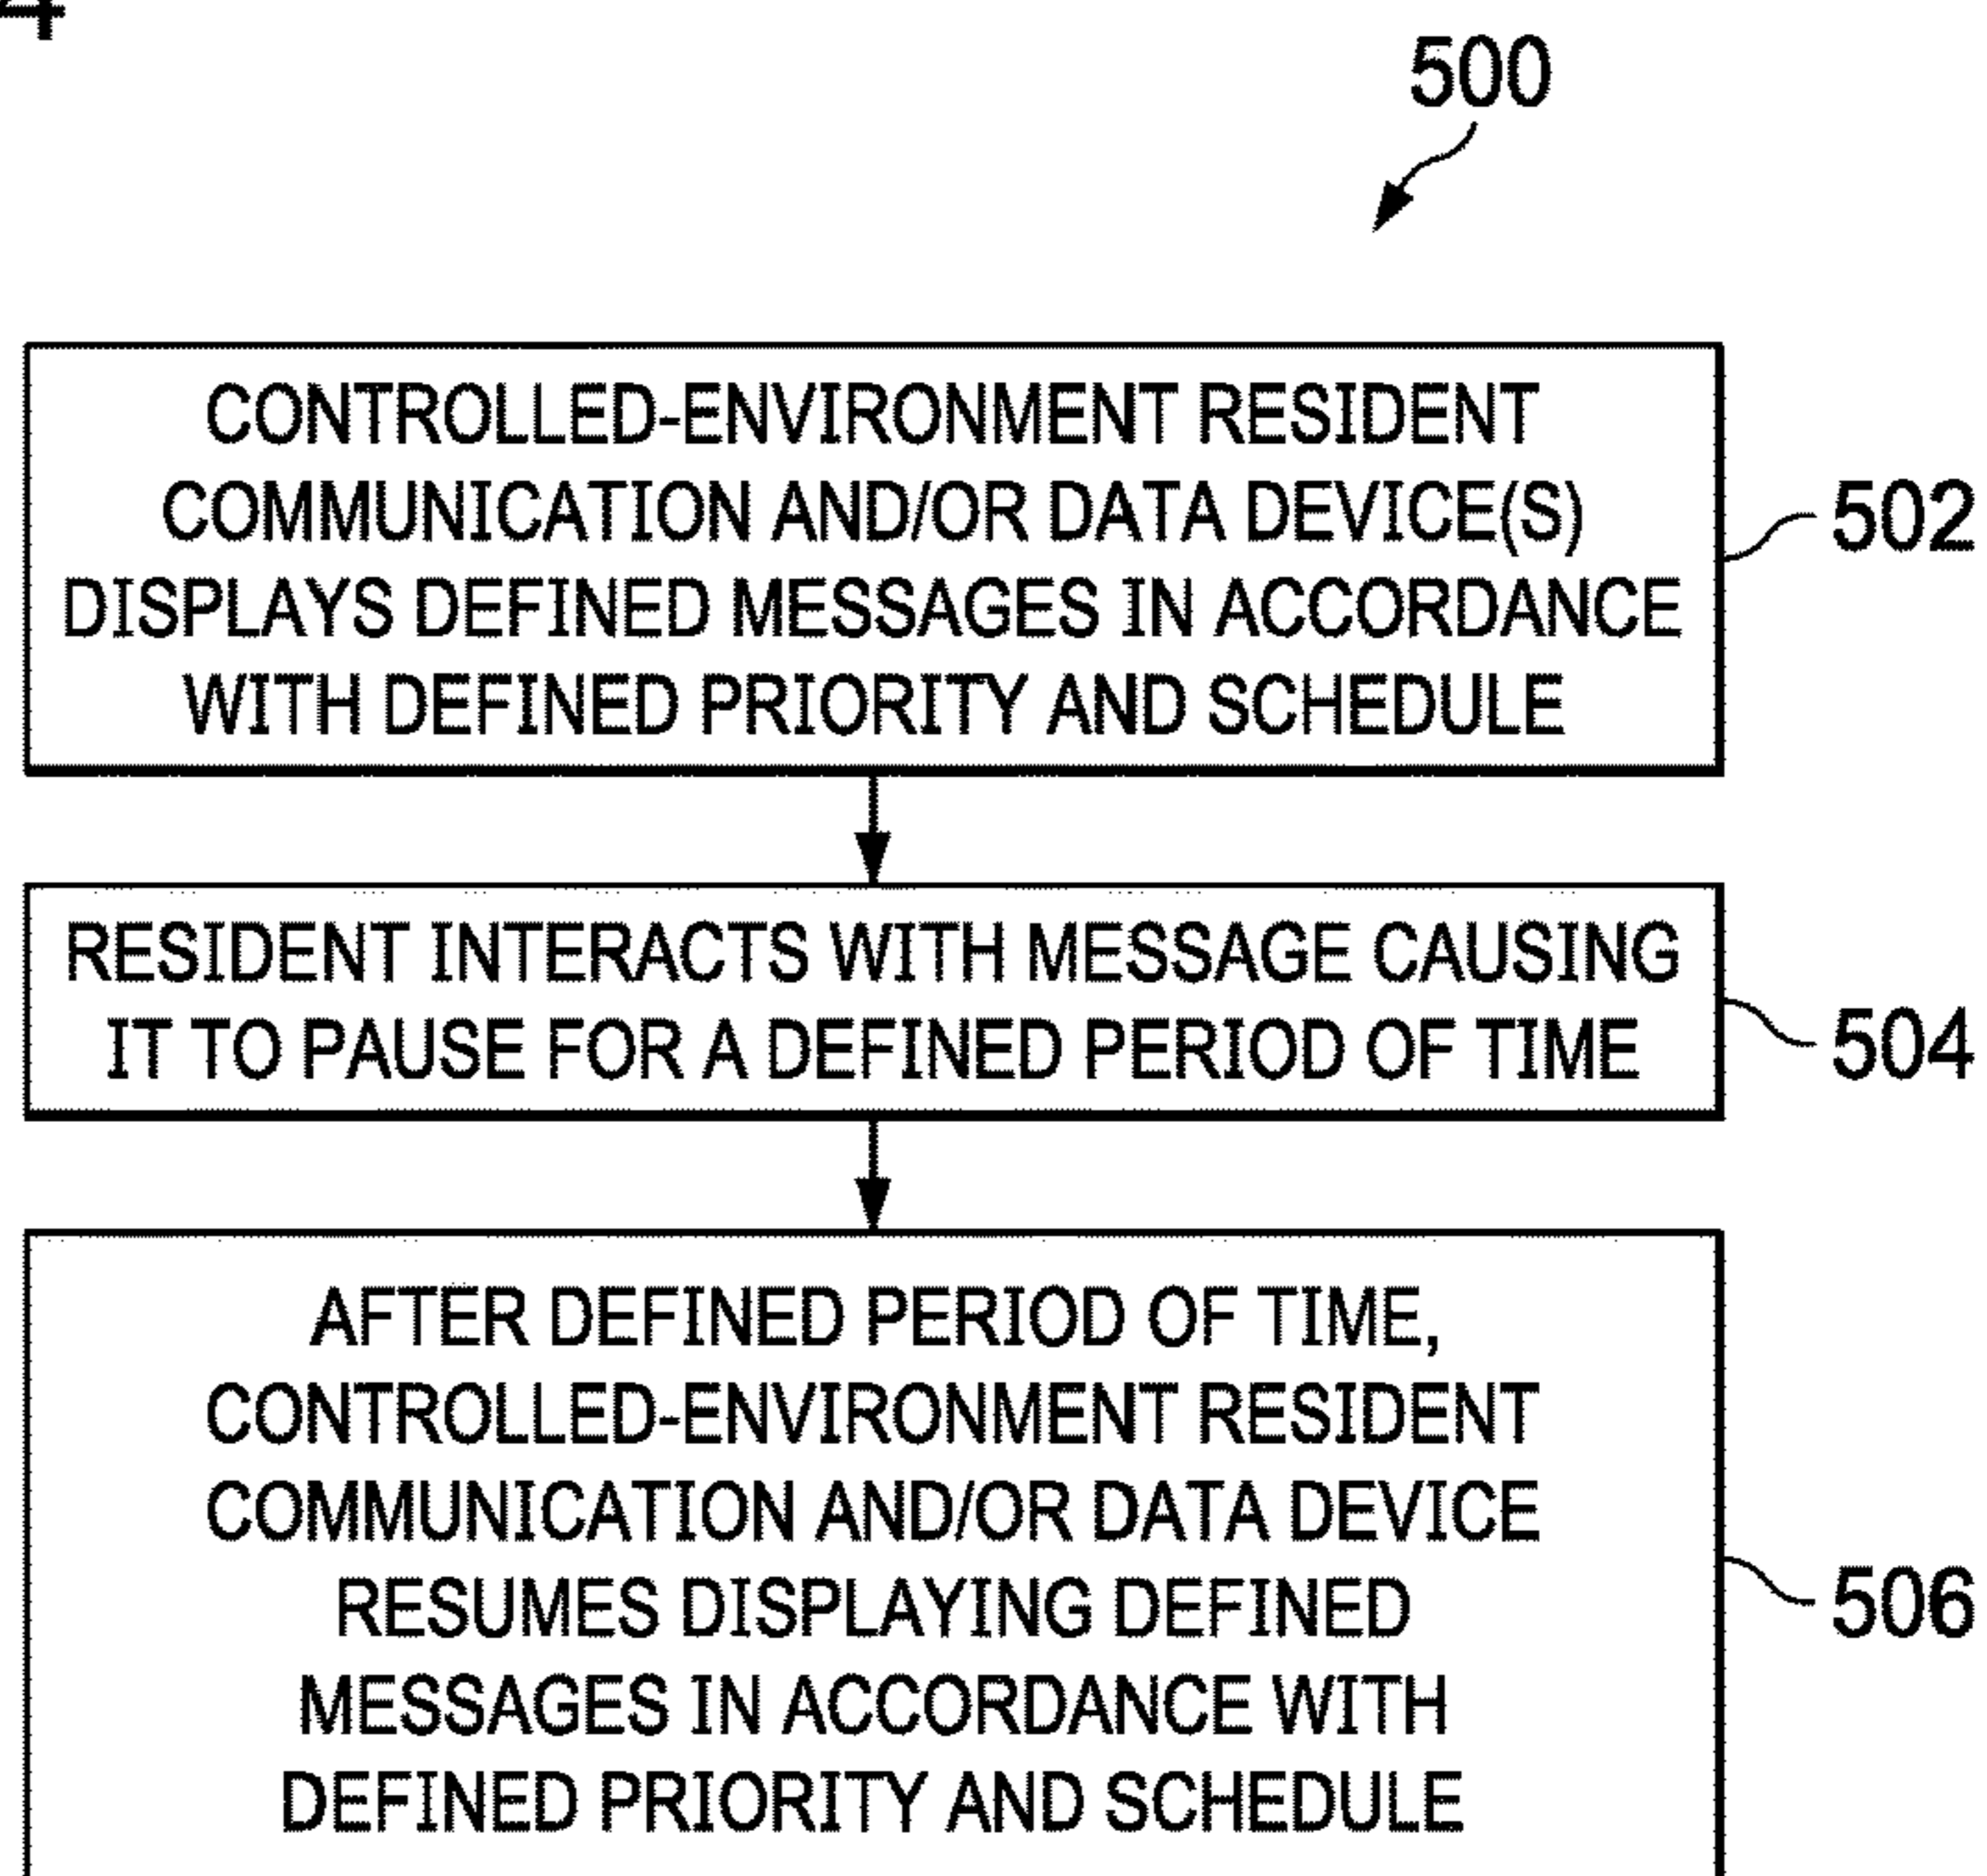 500
CONTROLLED-ENVIRONMENT RESIDENT
COMMUNICATION AND/OR DATA DEVICE(S)
DISPLAYS DEFINED MESSAGES IN ACCORDANCE
WITH DEFINED PRIORITY AND SCHEDULE
502
RESIDENT INTERACTS WITH MESSAGE CAUSING
IT TO PAUSE FOR A DEFINED PERIOD OF TIME
504
AFTER DEFINED PERIOD OF TIME,
CONTROLLED-ENVIRONMENT RESIDENT
COMMUNICATION AND/OR DATA DEVICE
RESUMES DISPLAYING DEFINED
MESSAGES IN ACCORDANCE WITH
DEFINED PRIORITY AND SCHEDULE
506